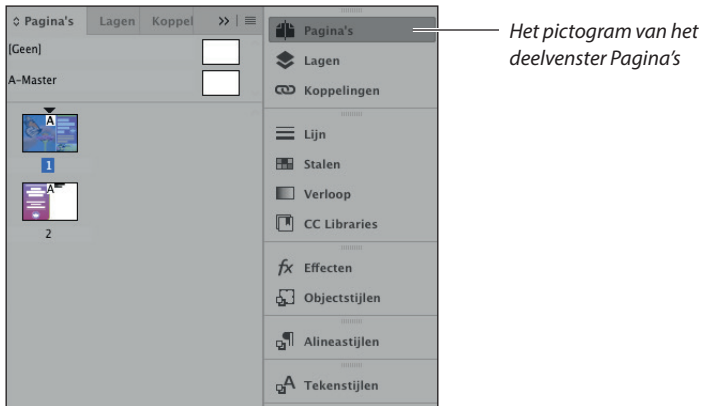 Pagina's Lagen Koppel
[Geen]
A-Master
A
1
A
2
Pagina's
Lagen
Koppelingen
Lijn
Stalen
Verloop
CC Libraries
fx Effecten
Objectstijlen
Alineastijlen
A Tekenstijlen
Het pictogram van het
deelvenster Pagina's